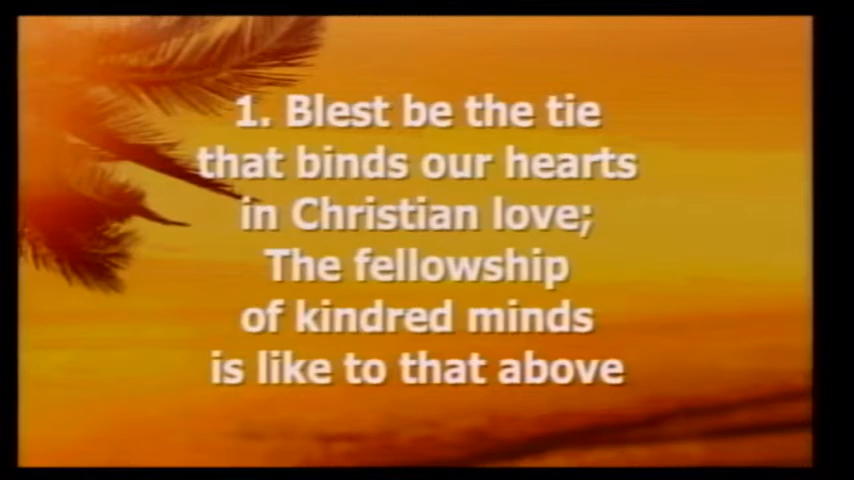 1. Blest be the tie
that binds our hearts
in Christian love;
The fellowship
of kindred minds
is like to that above